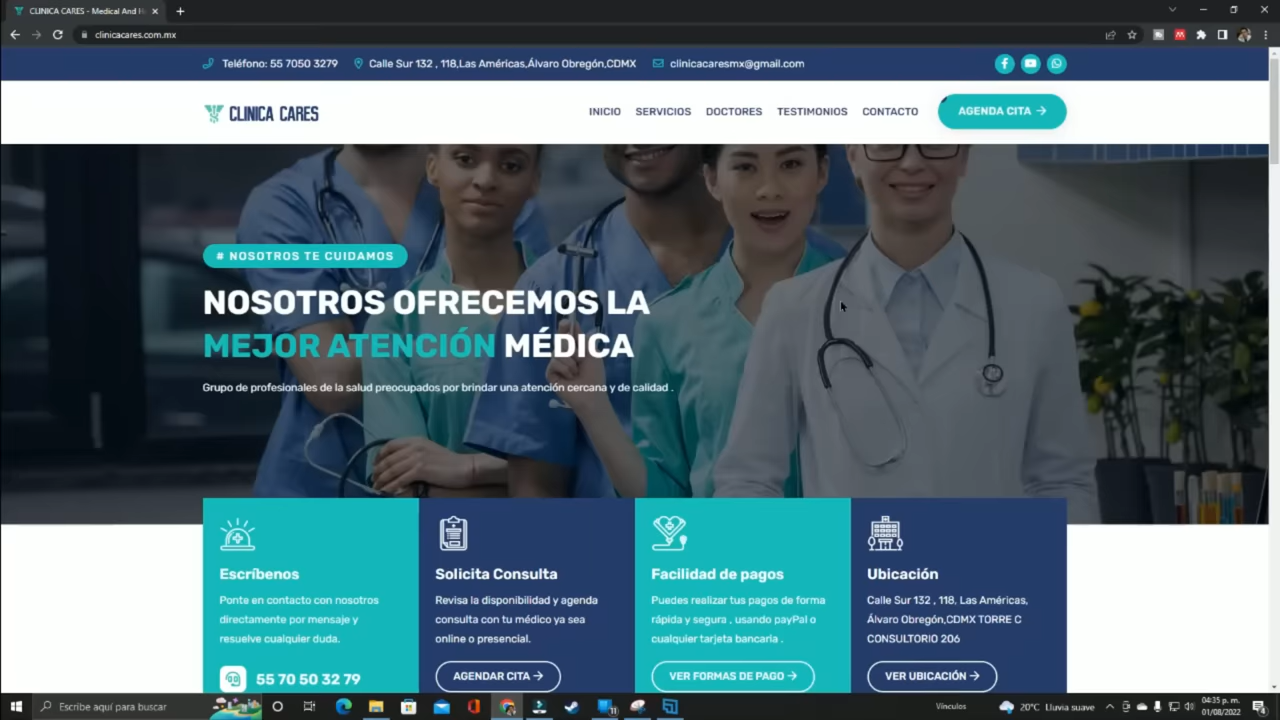 CLINICA CARES - Medical And H
clinicacares.com.mx
Teléfono: 55 7050 3279
Calle Sur 132 , 118,Las Américas,Álvaro Obregón,CDMX
clinicacaresmx@gmail.com
CLINICA CARES
INICIO
SERVICIOS
DOCTORES
TESTIMONIOS
CONTACTO
AGENDA CITA
# NOSOTROS TE CUIDAMOS
NOSOTROS OFRECEMOS LA
MEJOR ATENCIÓN MÉDICA
Grupo de profesionales de la salud preocupados por brindar una atención cercana y de calidad .
Escríbenos
Ponte en contacto con nosotros
directamente por mensaje y
resuelve cualquier duda.
55 70 50 32 79
Solicita Consulta
Revisa la disponibilidad y agenda
consulta con tu médico ya sea
online o presencial.
AGENDAR CITA
Facilidad de pagos
Puedes realizar tus pagos de forma
rápida y segura , usando payPal o
cualquier tarjeta bancaria .
VER FORMAS DE PAGO
Ubicación
Calle Sur 132 , 118, Las Américas,
Álvaro Obregón,CDMX TORRE C
CONSULTORIO 206
VER UBICACIÓN
Escribe aquí para buscar
Vínculos
20°C Lluvia suave
04:35 p. m.
01/08/2022